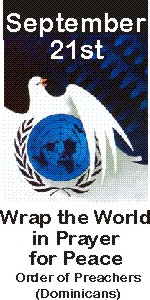 September
21st
Wrap the World
in Prayer
for Peace
Order of Preachers
(Dominicans)